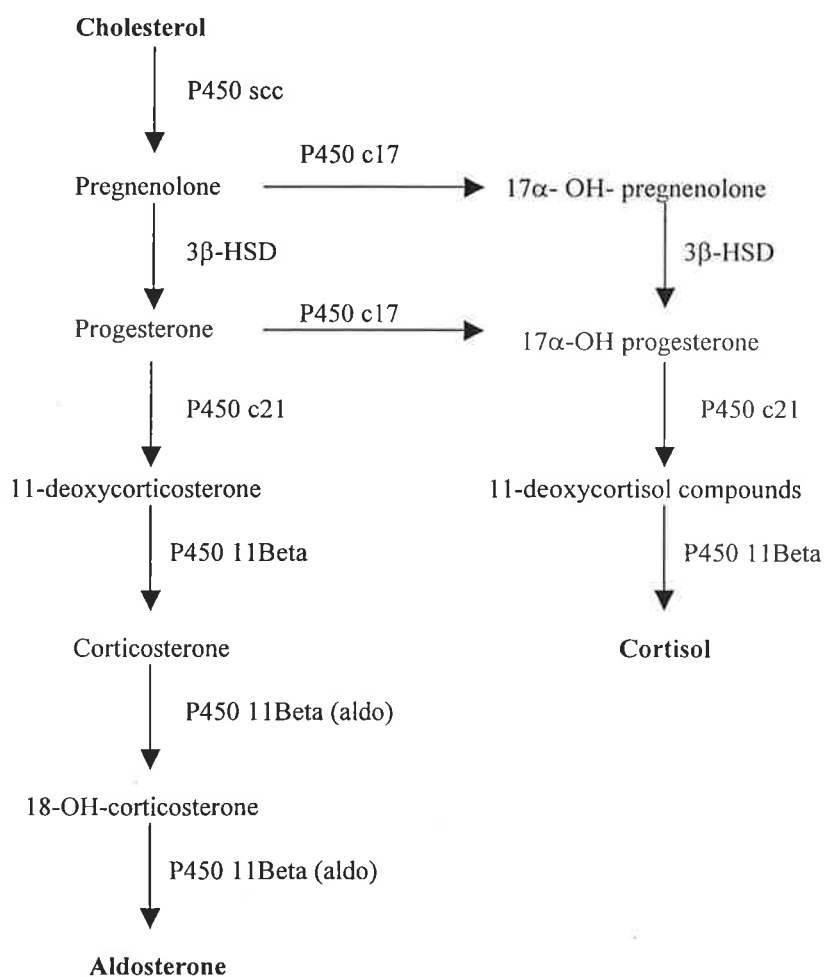 Cholesterol
P450 scc
P450 c17
Pregnenolone
17α- OH- pregnenolone
3β-HSD
3β-HSD
P450 c17
Progesterone
17α-OH progesterone
P450 c21
P450 c21
11-deoxycorticosterone
11-deoxycortisol compounds
P450 11Beta
P450 11Beta
Corticosterone
Cortisol
P450 11Beta (aldo)
18-OH-corticosterone
P450 11Beta (aldo)
Aldosterone